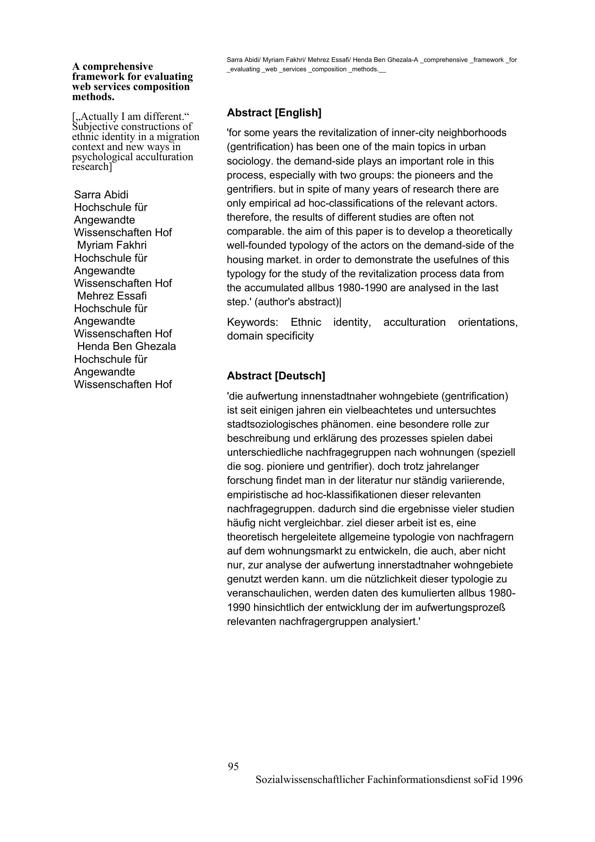 A comprehensive
framework for evaluating
web services composition
methods.
[„Actually I am different.“
Subjective constructions of
ethnic identity in a migration
context and new ways in
psychological acculturation
research]
Sarra Abidi
Hochschule für
Angewandte
Wissenschaften Hof
Myriam Fakhri
Hochschule für
Angewandte
Wissenschaften Hof
Mehrez Essafi
Hochschule für
Angewandte
Wissenschaften Hof
Henda Ben Ghezala
Hochschule für
Angewandte
Wissenschaften Hof
Sarra Abidi/ Myriam Fakhri/ Mehrez Essafi/ Henda Ben Ghezala-A _comprehensive _framework _for
_evaluating _web _services _composition _methods.__
Abstract [English]
'for some years the revitalization of inner-city neighborhoods
(gentrification) has been one of the main topics in urban
sociology. the demand-side plays an important role in this
process, especially with two groups: the pioneers and the
gentrifiers. but in spite of many years of research there are
only empirical ad hoc-classifications of the relevant actors.
therefore, the results of different studies are often not
comparable. the aim of this paper is to develop a theoretically
well-founded typology of the actors on the demand-side of the
housing market. in order to demonstrate the usefulnes of this
typology for the study of the revitalization process data from
the accumulated allbus 1980-1990 are analysed in the last
step.' (author's abstract)|
Keywords: Ethnic identity, acculturation orientations,
domain specificity
Abstract [Deutsch]
'die aufwertung innenstadtnaher wohngebiete (gentrification)
ist seit einigen jahren ein vielbeachtetes und untersuchtes
stadtsoziologisches phänomen. eine besondere rolle zur
beschreibung und erklärung des prozesses spielen dabei
unterschiedliche nachfragegruppen nach wohnungen (speziell
die sog. pioniere und gentrifier). doch trotz jahrelanger
forschung findet man in der literatur nur ständig variierende,
empiristische ad hoc-klassifikationen dieser relevanten
nachfragegruppen. dadurch sind die ergebnisse vieler studien
häufig nicht vergleichbar. ziel dieser arbeit ist es, eine
theoretisch hergeleitete allgemeine typologie von nachfragern
auf dem wohnungsmarkt zu entwickeln, die auch, aber nicht
nur, zur analyse der aufwertung innerstadtnaher wohngebiete
genutzt werden kann. um die nützlichkeit dieser typologie zu
veranschaulichen, werden daten des kumulierten allbus 1980-
1990 hinsichtlich der entwicklung der im aufwertungsprozeß
relevanten nachfragergruppen analysiert.'
95
Sozialwissenschaftlicher Fachinformationsdienst soFid 1996